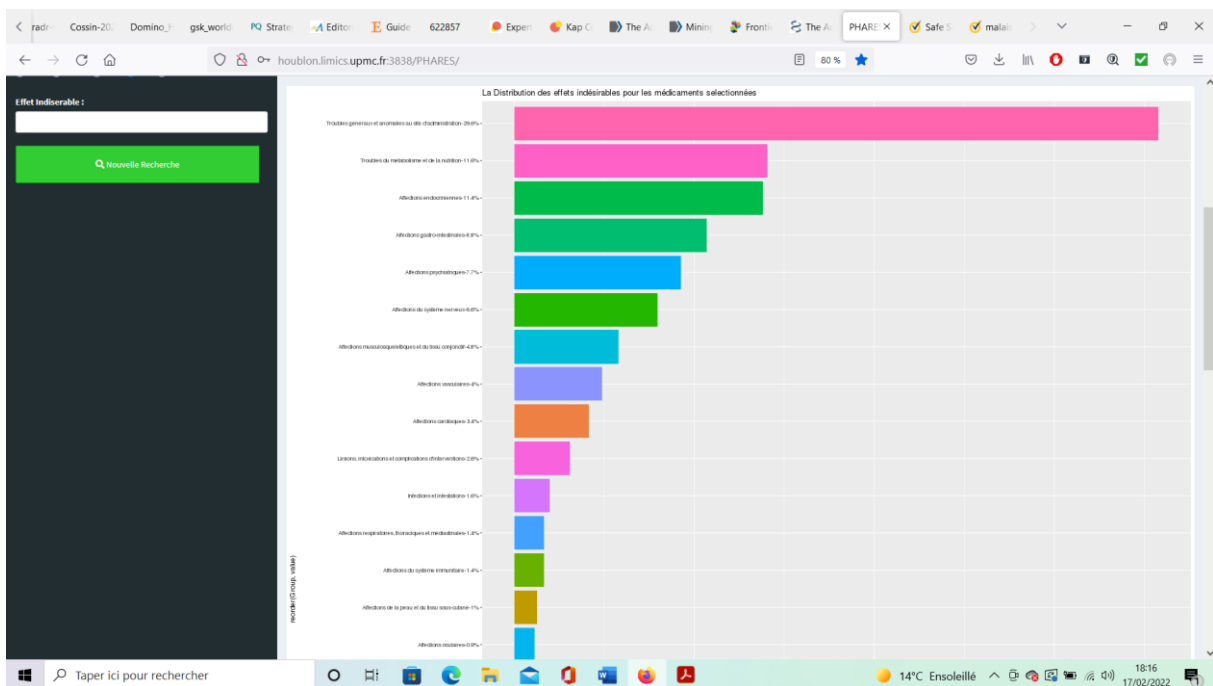 radr- Cossin-20 Domino_H gsk_world PQ Strate A Editor E Guide 622857 Expert Kap C The Ac Mining Fronti The A PHARE × Safe S malais
houblon.limics.upmc.fr:3838/PHARES/ 80 %
Effet Indiserable :
Nouvelle Recherche
La Distribution des effets indésirables pour les médicaments selectionnées
Troubles généraux et anomalies au site d'administration-29.6%
Troubles du métabolisme et de la nutrition-11.6%
Affections endocriniennes-11.4%
Affections gastro-intestinales-8.8%
Affections psychiatriques-7.7%
Affections du système nerveux-6.6%
Affections musculosquelettiques et du tissu conjonctif-4.8%
Affections vasculaires-4%
Affections cardiaques-3.4%
Lésions, intoxications et complications d'interventions-2.6%
Infections et infestations-1.6%
Affections respiratoires, thoraciques et médiastinales-1.4%
Affections du système immunitaire-1.4%
Affections de la peau et du tissu sous-cutané-1%
Affections oculaires-0.9%
reorder(Group, value)
Taper ici pour rechercher
14°C Ensoleillé
18:16
17/02/2022